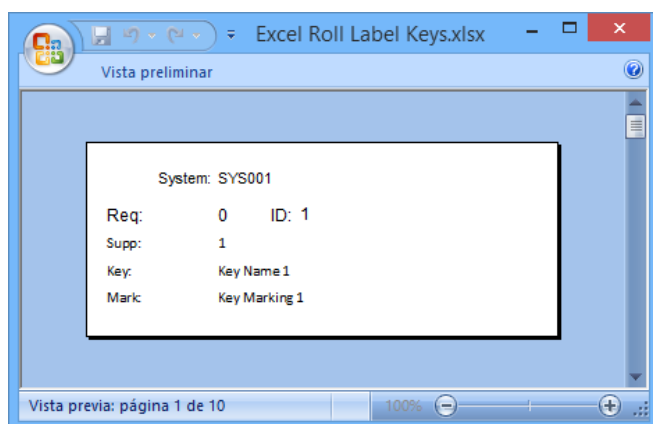 Excel Roll Label Keys.xlsx
Vista preliminar
System: SYS001
Req: 0 ID: 1
Supp: 1
Key: Key Name 1
Mark: Key Marking 1
Vista previa: página 1 de 10 100%